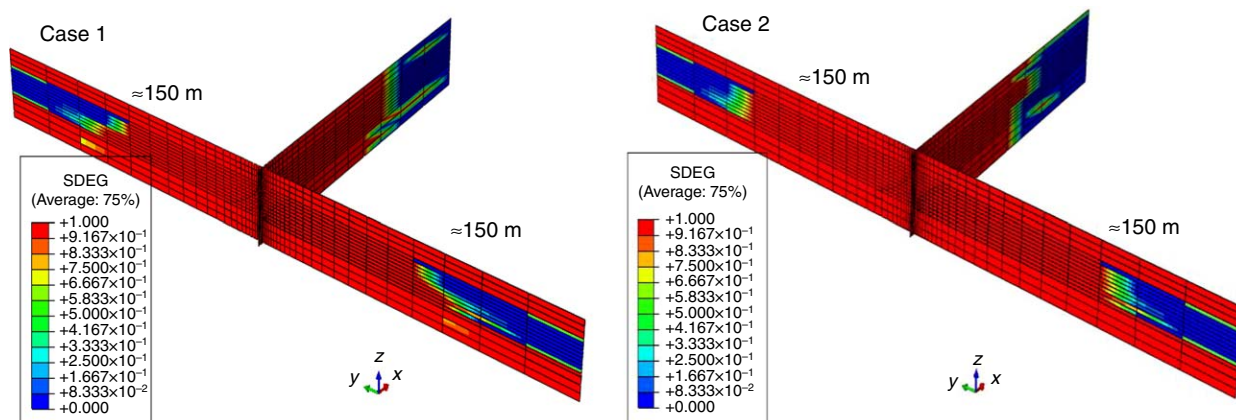 Case 1
≈150 m
≈150 m
SDEG
(Average: 75%)
+1.000
+9.167×10⁻¹
+8.333×10⁻¹
+7.500×10⁻¹
+6.667×10⁻¹
+5.833×10⁻¹
+5.000×10⁻¹
+4.167×10⁻¹
+3.333×10⁻¹
+2.500×10⁻¹
+1.667×10⁻¹
+8.333×10⁻²
+0.000
z
y x
Case 2
≈150 m
≈150 m
SDEG
(Average: 75%)
+1.000
+9.167×10⁻¹
+8.333×10⁻¹
+7.500×10⁻¹
+6.667×10⁻¹
+5.833×10⁻¹
+5.000×10⁻¹
+4.167×10⁻¹
+3.333×10⁻¹
+2.500×10⁻¹
+1.667×10⁻¹
+8.333×10⁻²
+0.000
z
y x